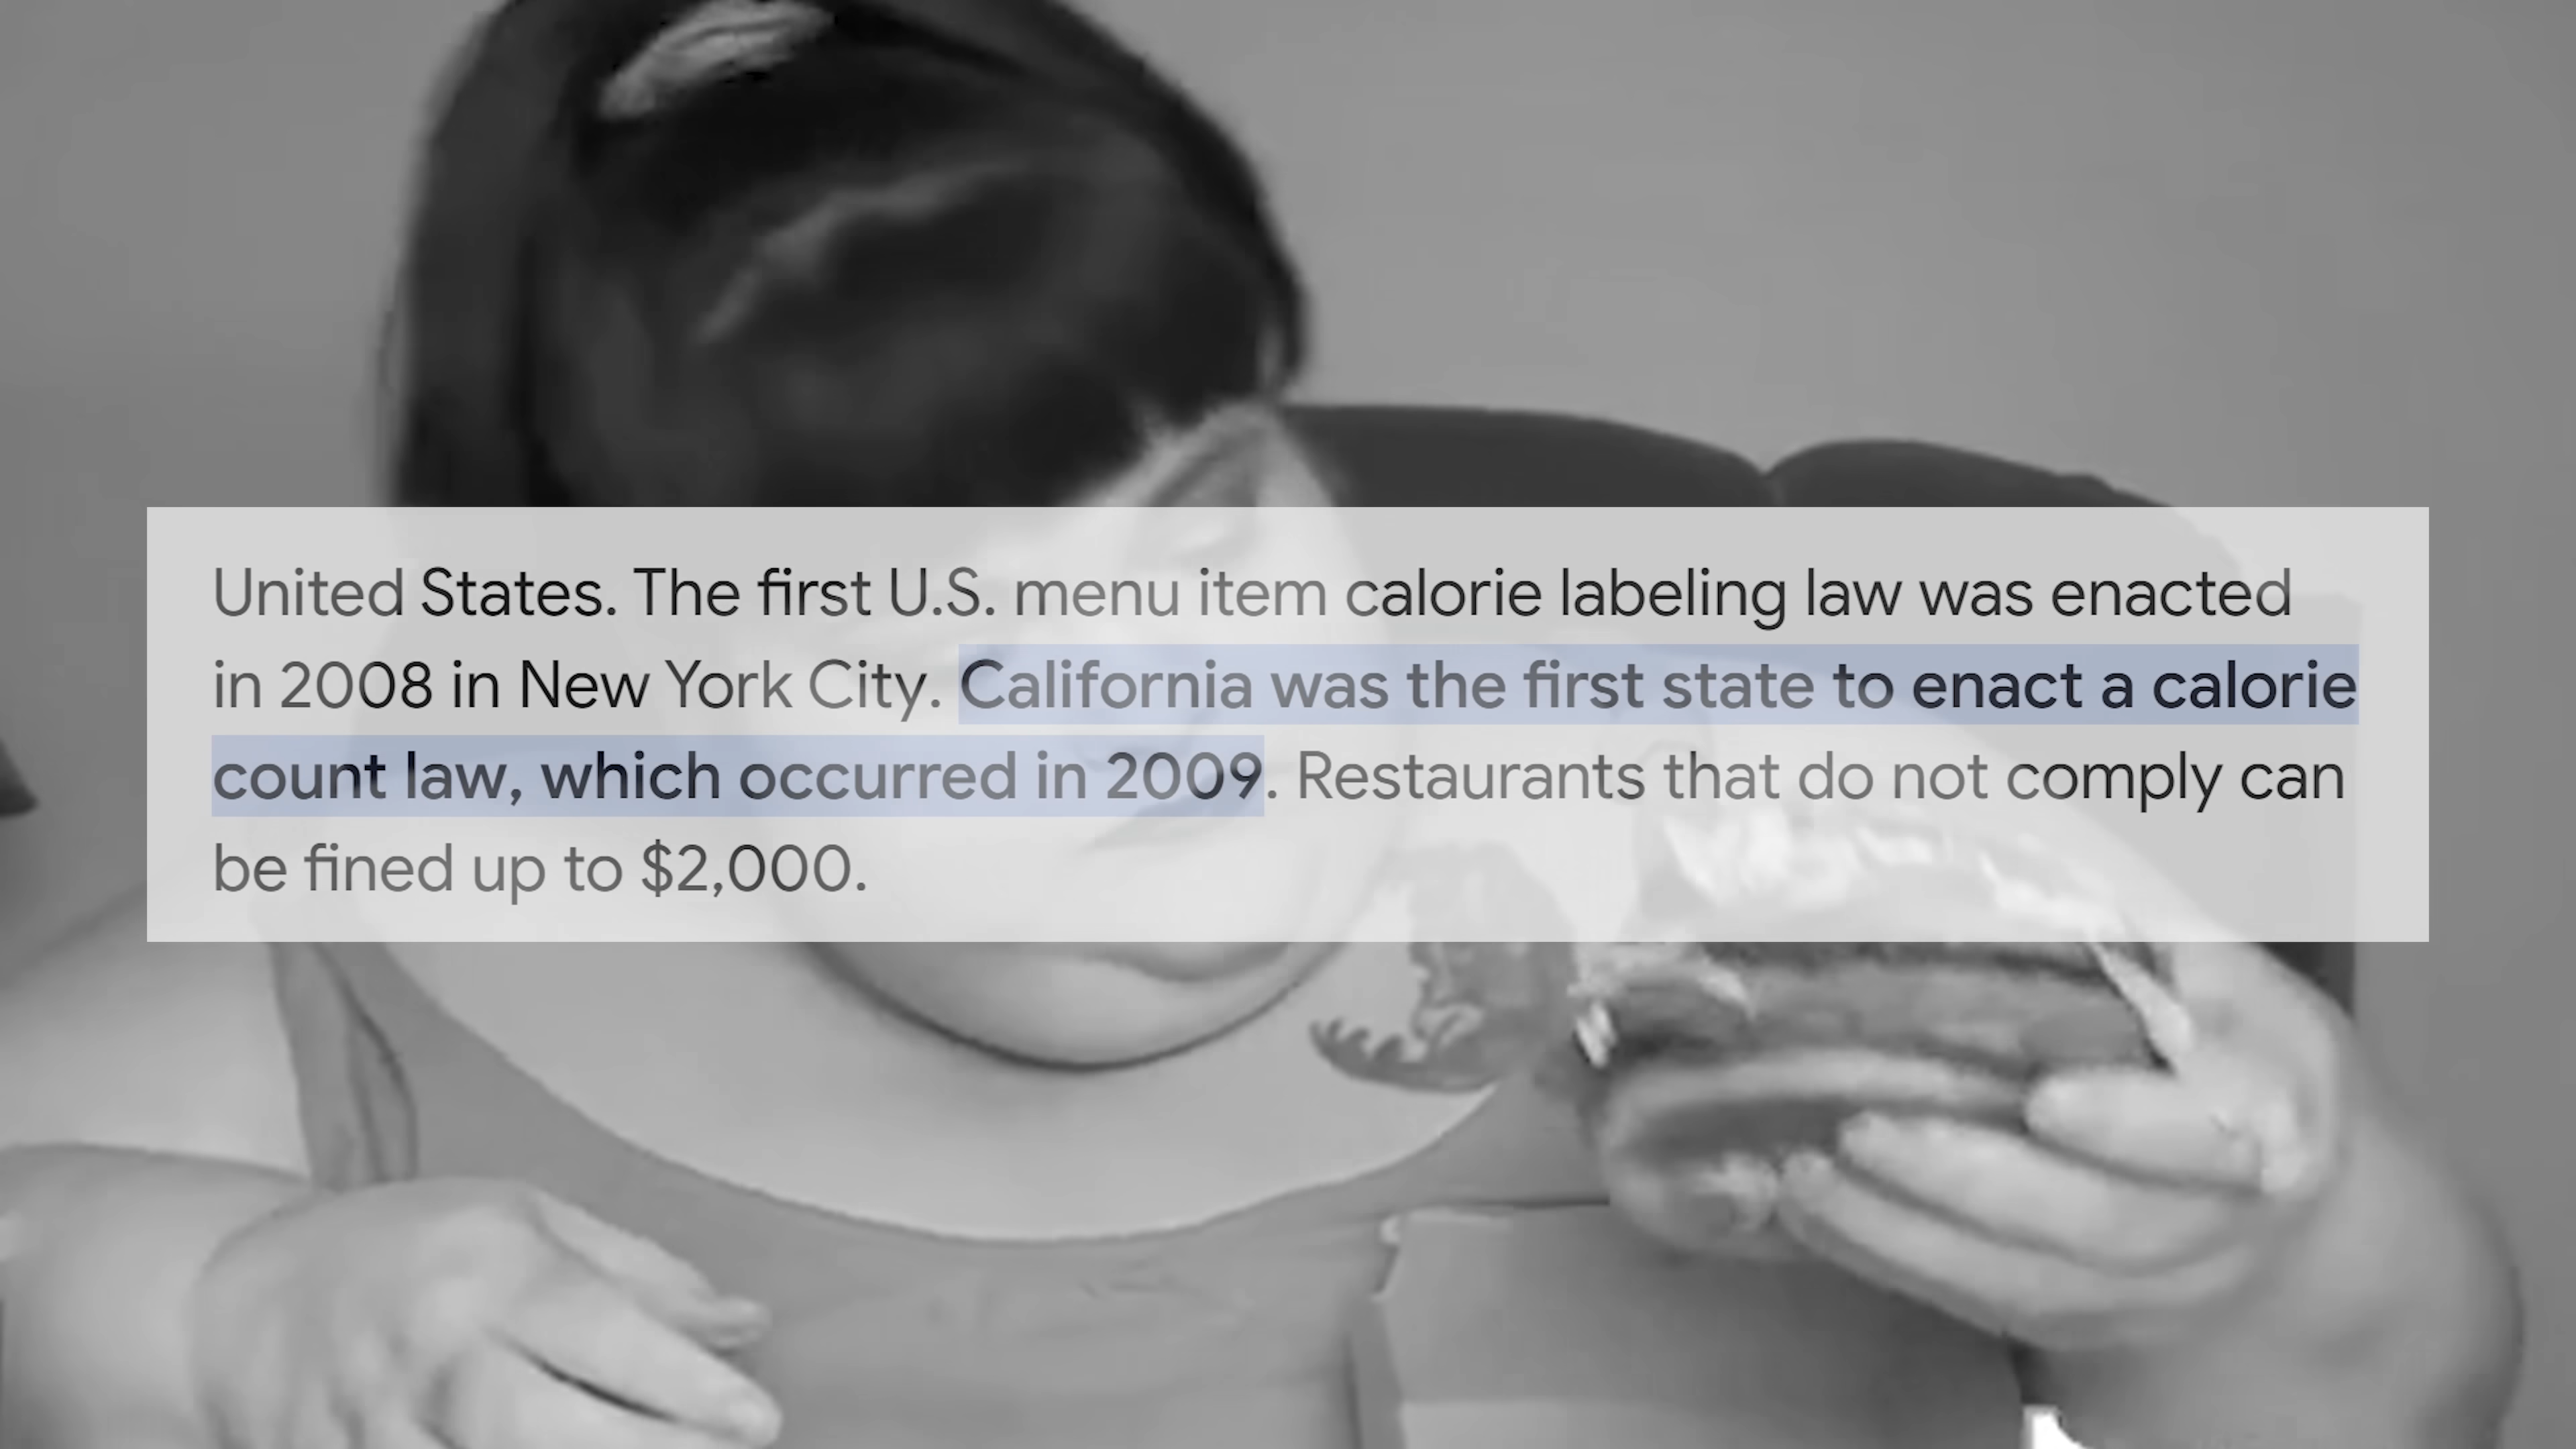 United States. The first U.S. menu item calorie labeling law was enacted
in 2008 in New York City. California was the first state to enact a calorie
count law, which occurred in 2009. Restaurants that do not comply can
be fined up to $2,000.